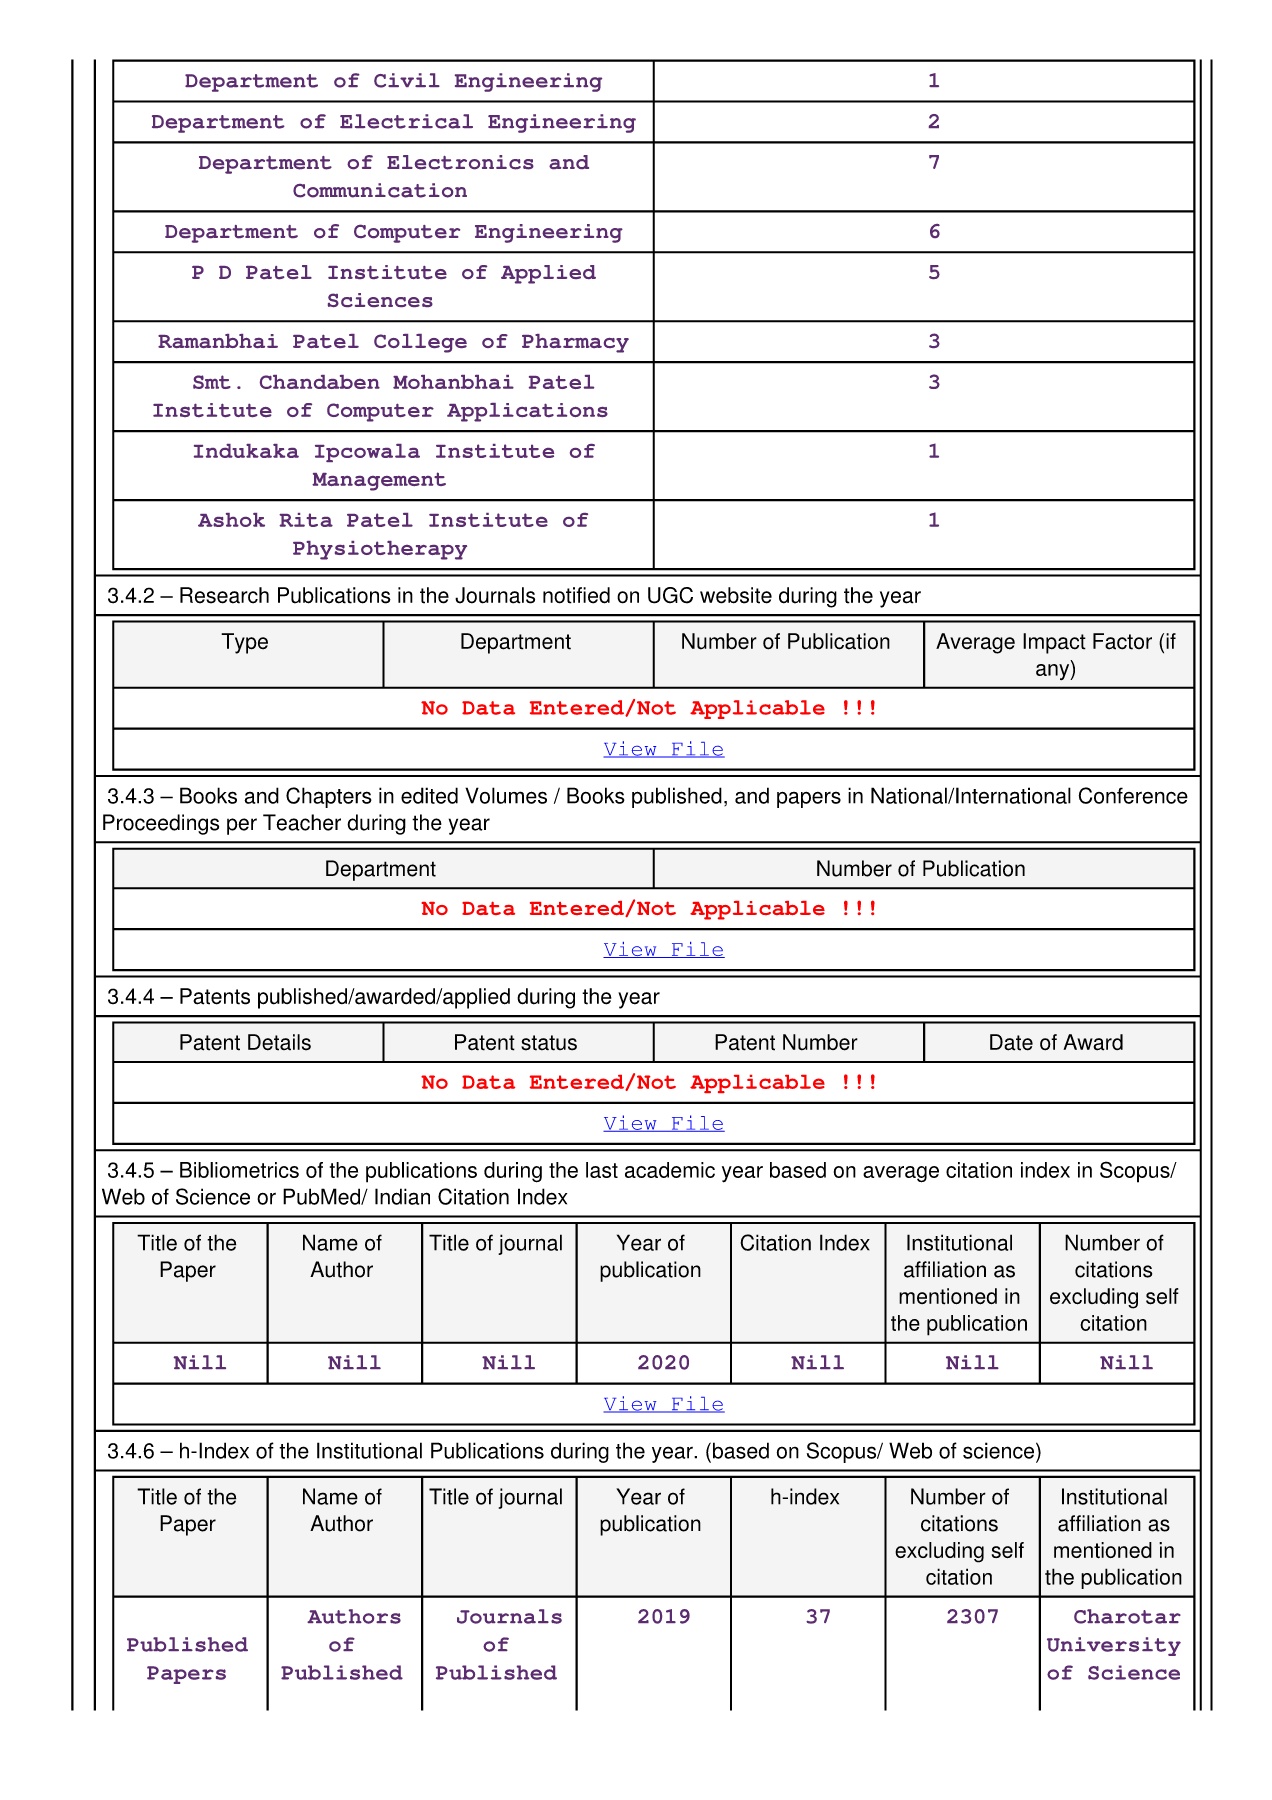 Department of Civil Engineering 1
Department of Electrical Engineering 2
Department of Electronics and 7
Communication
Department of Computer Engineering 6
P D Patel Institute of Applied 5
Sciences
Ramanbhai Patel College of Pharmacy 3
Smt. Chandaben Mohanbhai Patel 3
Institute of Computer Applications
Indukaka Ipcowala Institute of 1
Management
Ashok Rita Patel Institute of 1
Physiotherapy
3.4.2 – Research Publications in the Journals notified on UGC website during the year
Type Department Number of Publication Average Impact Factor (if
any)
No Data Entered/Not Applicable !!!
View File
3.4.3 – Books and Chapters in edited Volumes / Books published, and papers in National/International Conference
Proceedings per Teacher during the year
Department Number of Publication
No Data Entered/Not Applicable !!!
View File
3.4.4 – Patents published/awarded/applied during the year
Patent Details Patent status Patent Number Date of Award
No Data Entered/Not Applicable !!!
View File
3.4.5 – Bibliometrics of the publications during the last academic year based on average citation index in Scopus/
Web of Science or PubMed/ Indian Citation Index
Title of the Name of Title of journal Year of Citation Index Institutional Number of
Paper Author publication affiliation as citations
mentioned in excluding self
the publication citation
Nill Nill Nill 2020 Nill Nill Nill
View File
3.4.6 – h-Index of the Institutional Publications during the year. (based on Scopus/ Web of science)
Title of the Name of Title of journal Year of h-index Number of Institutional
Paper Author publication citations affiliation as
excluding self mentioned in
citation the publication
Authors Journals 2019 37 2307 Charotar
Published of of University
Papers Published Published of Science